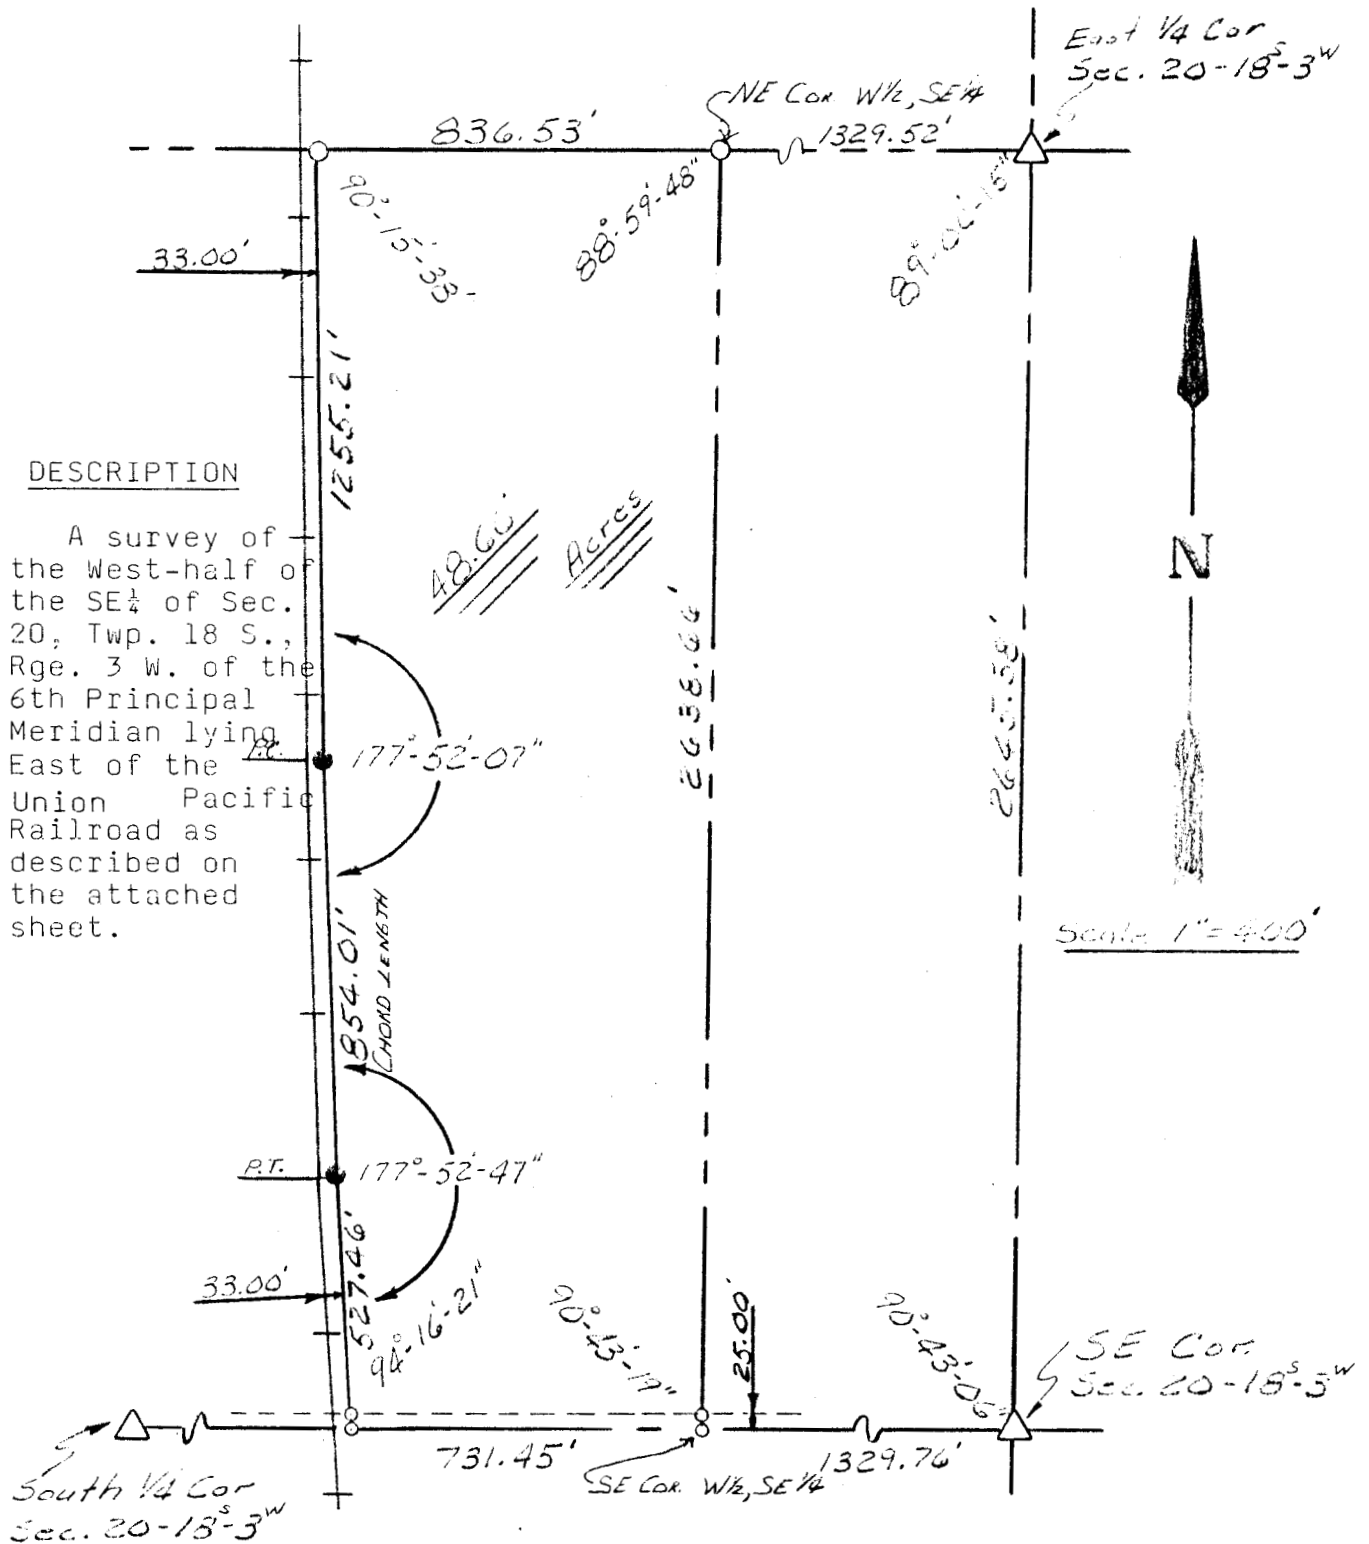 East 1/4 Cor
Sec. 20-18ˢ-3ᵂ
NE Cor. W½, SE¼
836.53'
1329.52'
90°-15'-33"
88°-59'-48"
33.00'
1255.21'
DESCRIPTION
A survey of
the West-half of
the SE¼ of Sec.
20, Twp. 18 S.,
Rge. 3 W. of the
6th Principal
Meridian lying
East of the
Union Pacific
Railroad as
described on
the attached
sheet.
48.66 Acres
N
2638.66'
P.C.
177°-52'-07"
Scale 1"=400'
854.01'
CHORD LENGTH
P.T.
177°-52'-47"
33.00'
527.46'
94°-16'-21"
90°-43'-19"
25.00'
90°-43'-06"
SE Cor.
Sec. 20-18ˢ-3ᵂ
731.45'
1329.76'
SE Cor. W½, SE¼
South 1/4 Cor
Sec. 20-18ˢ-3ᵂ